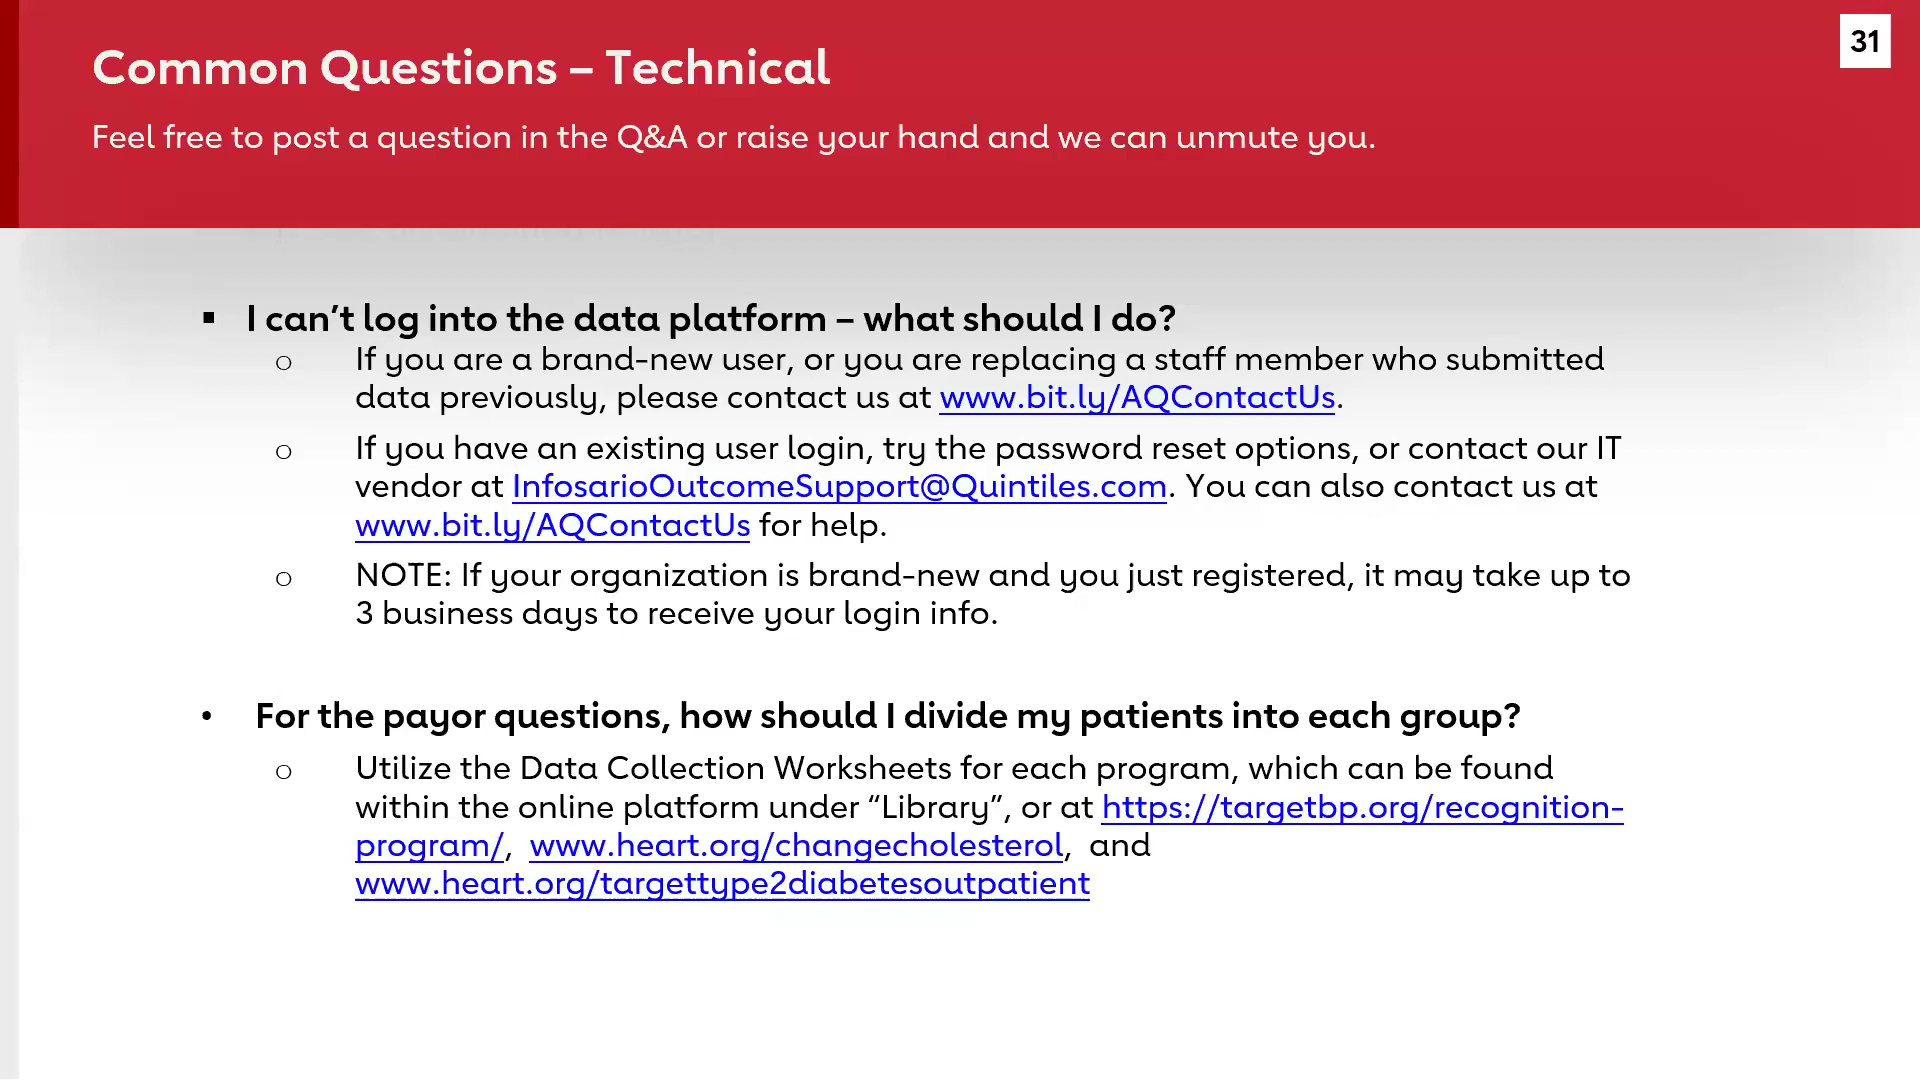 31
Common Questions – Technical
Feel free to post a question in the Q&A or raise your hand and we can unmute you.
▪ I can’t log into the data platform – what should I do?
o If you are a brand-new user, or you are replacing a staff member who submitted
data previously, please contact us at www.bit.ly/AQContactUs.
o If you have an existing user login, try the password reset options, or contact our IT
vendor at InfosarioOutcomeSupport@Quintiles.com. You can also contact us at
www.bit.ly/AQContactUs for help.
o NOTE: If your organization is brand-new and you just registered, it may take up to
3 business days to receive your login info.
• For the payor questions, how should I divide my patients into each group?
o Utilize the Data Collection Worksheets for each program, which can be found
within the online platform under “Library”, or at https://targetbp.org/recognition-
program/, www.heart.org/changecholesterol, and
www.heart.org/targettype2diabetesoutpatient